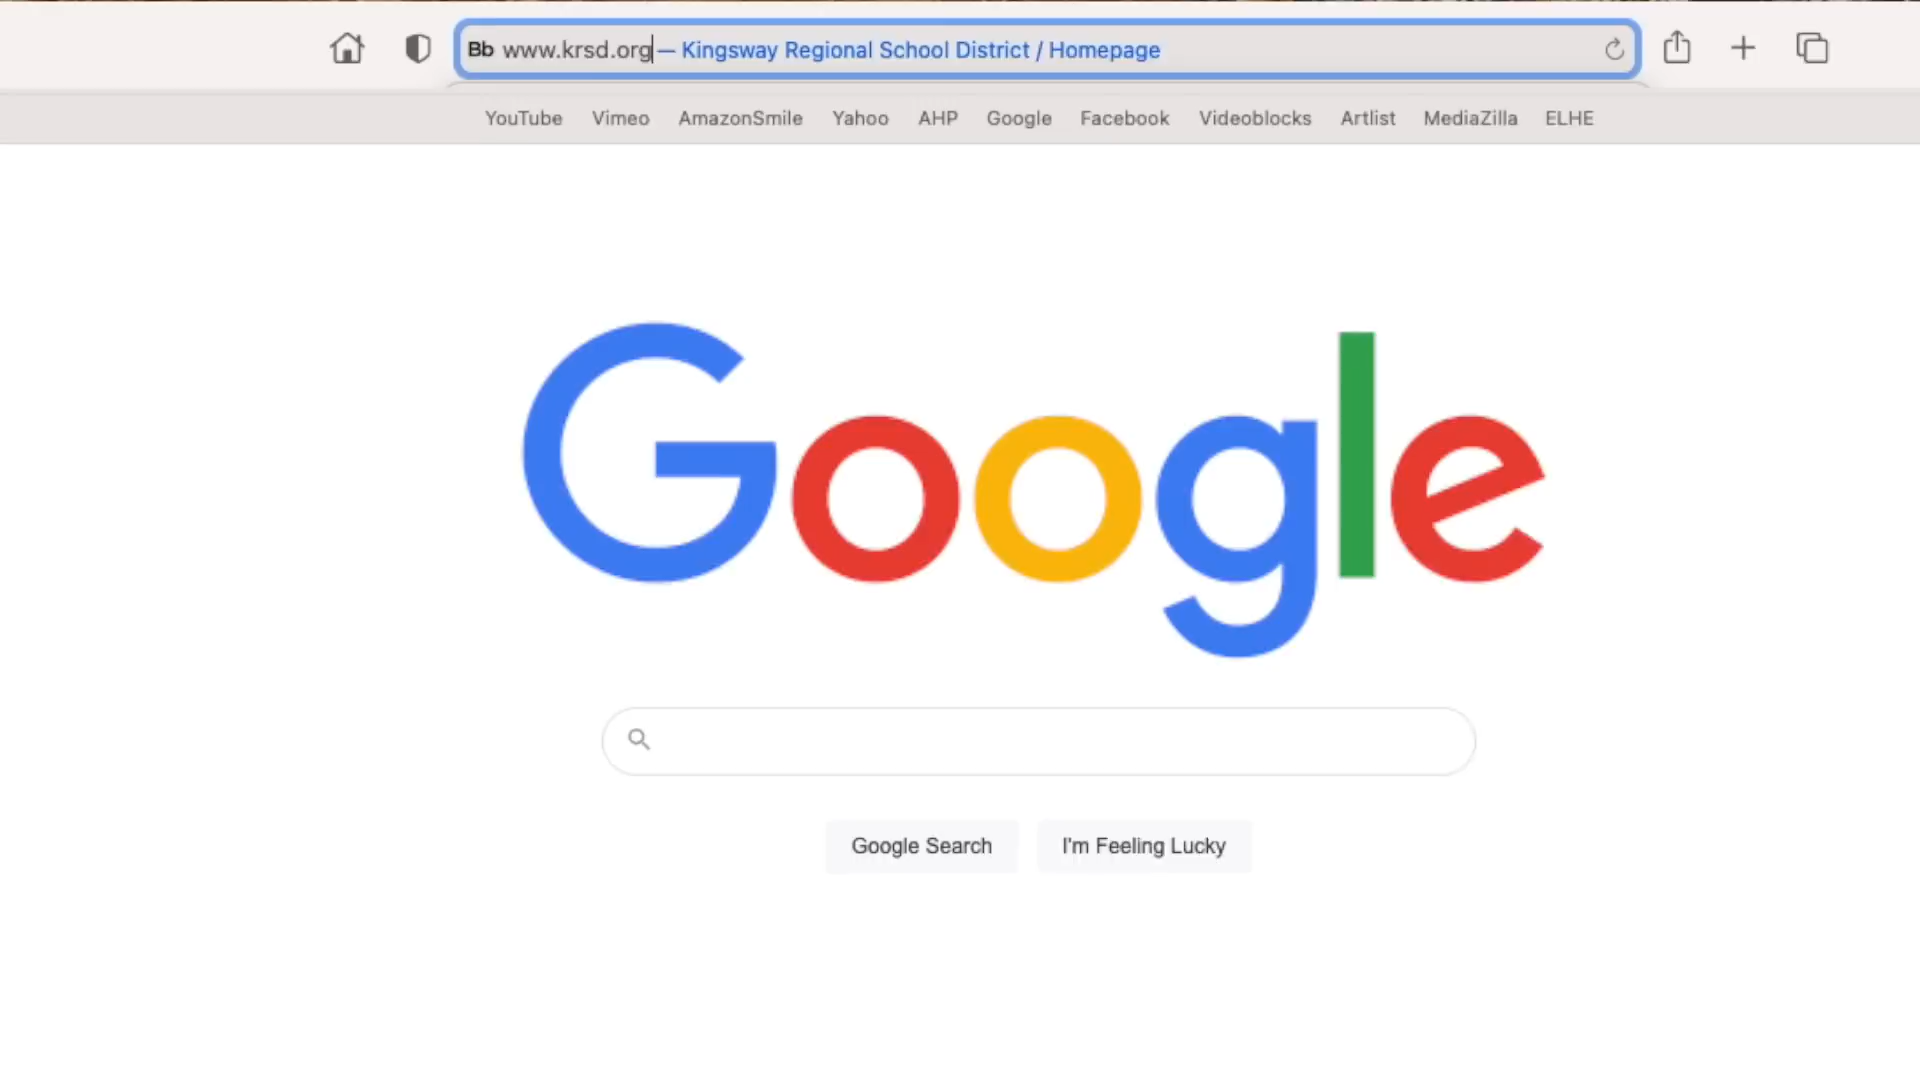 Bb www.krsd.org — Kingsway Regional School District / Homepage
YouTube Vimeo AmazonSmile Yahoo AHP Google Facebook Videoblocks Artlist MediaZilla ELHE
Google
Google Search I'm Feeling Lucky